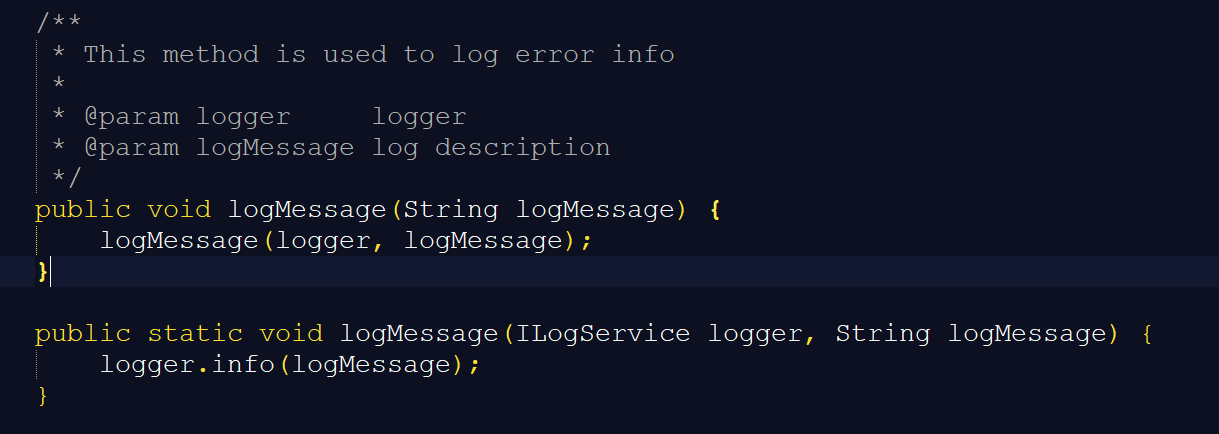 /**
 * This method is used to log error info
 *
 * @param logger     logger
 * @param logMessage log description
 */
public void logMessage(String logMessage) {
    logMessage(logger, logMessage);
}
public static void logMessage(ILogService logger, String logMessage) {
    logger.info(logMessage);
}